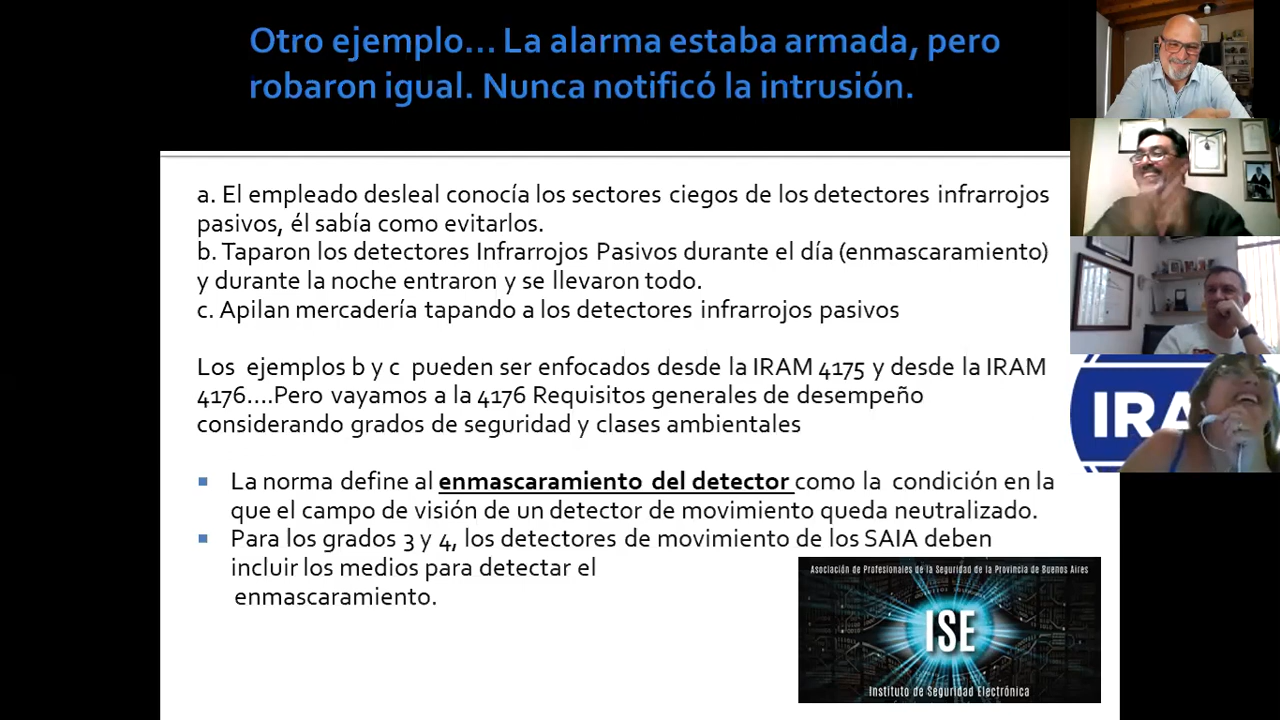 Otro ejemplo... La alarma estaba armada, pero
robaron igual. Nunca notificó la intrusión.
a. El empleado desleal conocía los sectores ciegos de los detectores infrarrojos
pasivos, él sabía como evitarlos.
b. Taparon los detectores Infrarrojos Pasivos durante el día (enmascaramiento)
y durante la noche entraron y se llevaron todo.
c. Apilan mercadería tapando a los detectores infrarrojos pasivos
Los ejemplos b y c pueden ser enfocados desde la IRAM 4175 y desde la IRAM
4176....Pero vayamos a la 4176 Requisitos generales de desempeño
considerando grados de seguridad y clases ambientales
La norma define al enmascaramiento del detector como la condición en la
que el campo de visión de un detector de movimiento queda neutralizado.
Para los grados 3 y 4, los detectores de movimiento de los SAIA deben
incluir los medios para detectar el
enmascaramiento.
Asociación de Profesionales de la Seguridad de la Provincia de Buenos Aires
ISE
Instituto de Seguridad Electrónica
IRA